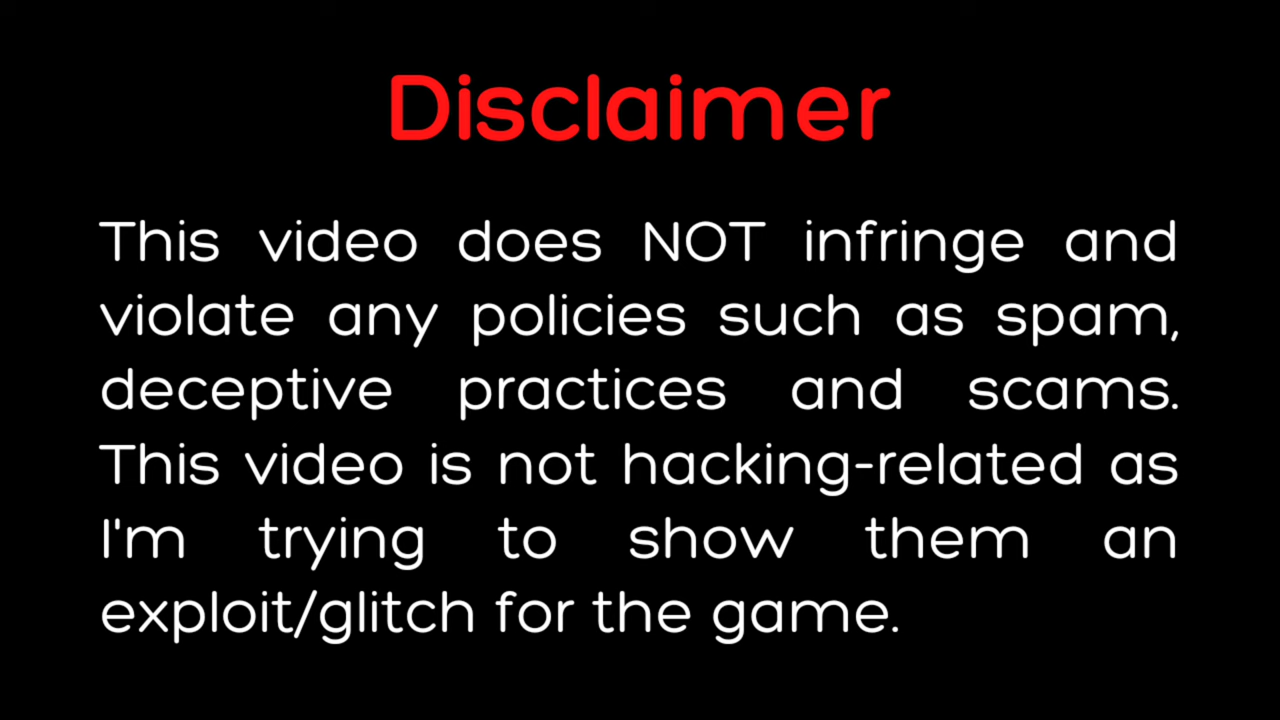 Disclaimer
This video does NOT infringe and
violate any policies such as spam,
deceptive practices and scams.
This video is not hacking-related as
I'm trying to show them an
exploit/glitch for the game.